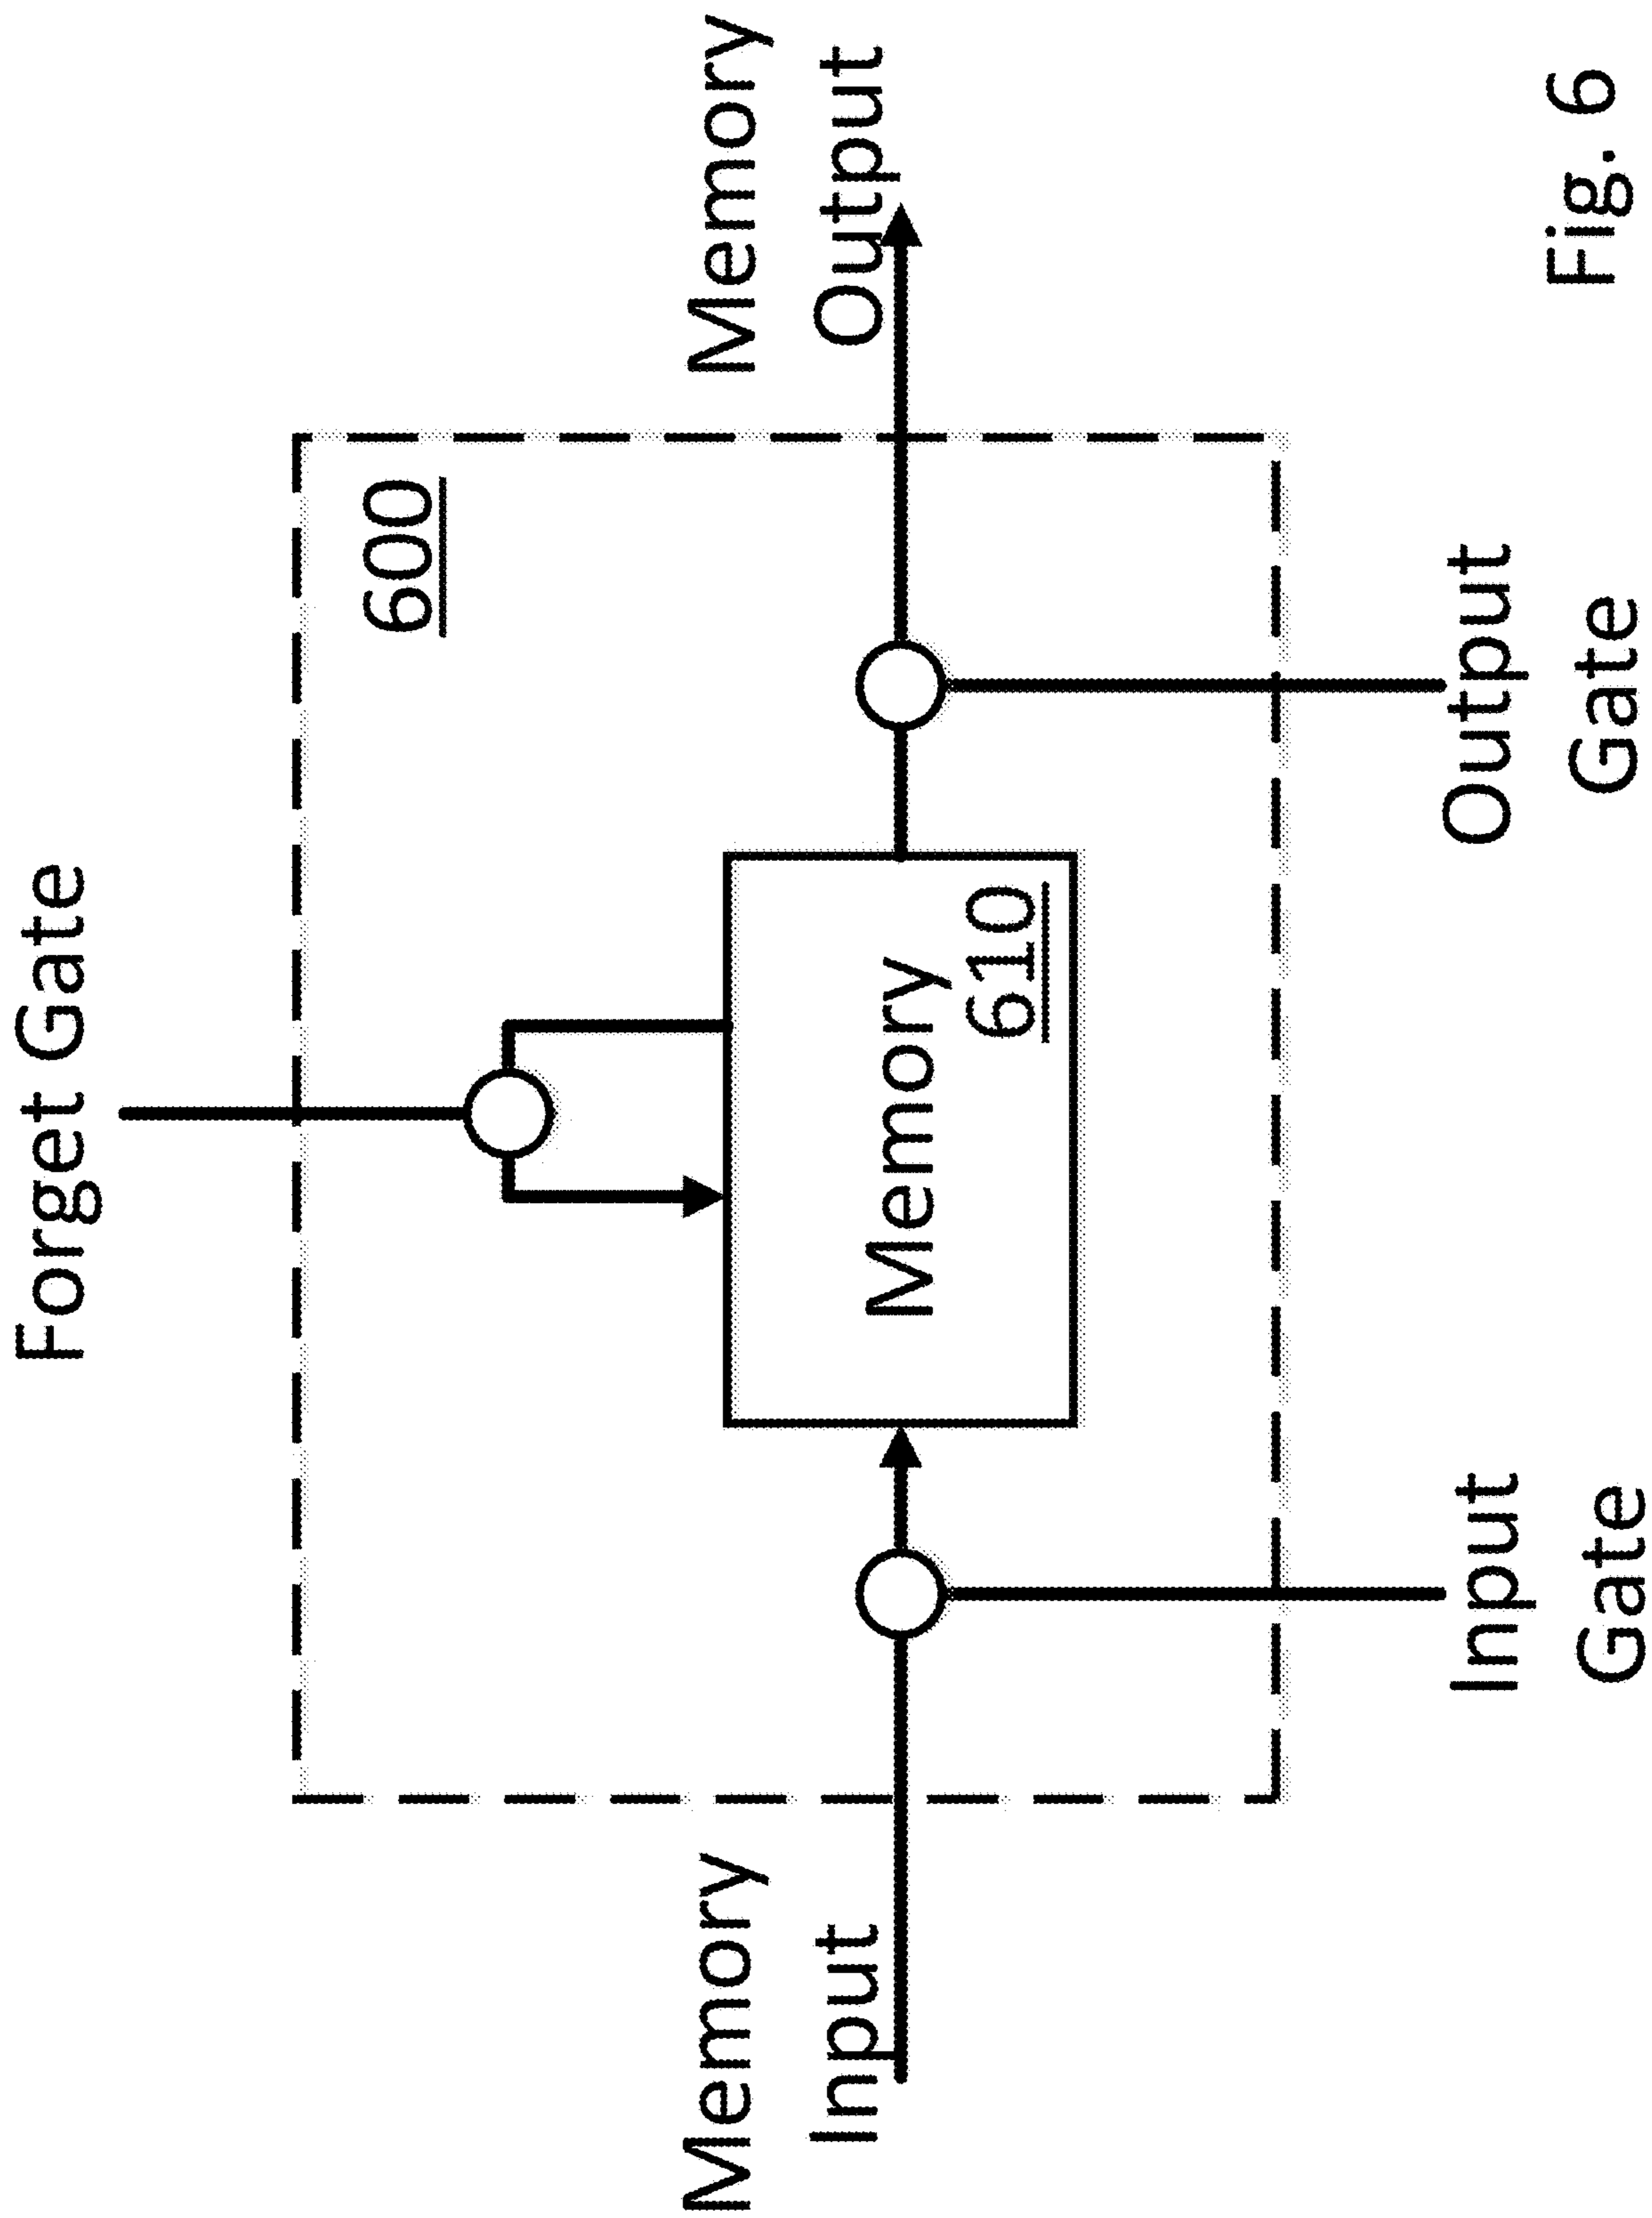 Forget Gate
600
Memory
Input
Memory
610
Memory
Output
Input
Gate
Output
Gate
Fig. 6